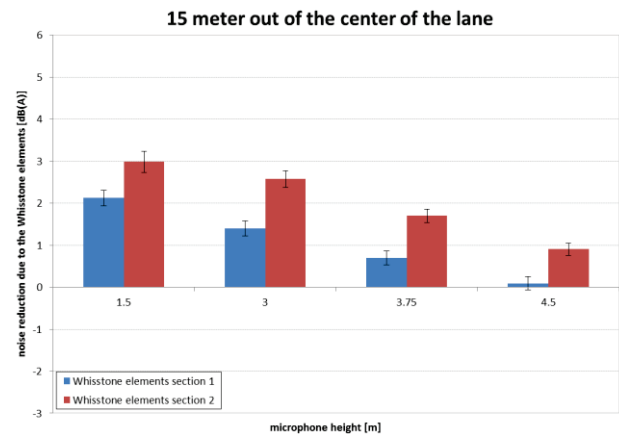 15 meter out of the center of the lane
noise reduction due to the Whisstone elements [dB(A)]
6
5
4
3
2
1
0
-1
-2
-3
1.5
3
3.75
4.5
Whisstone elements section 1
Whisstone elements section 2
microphone height [m]